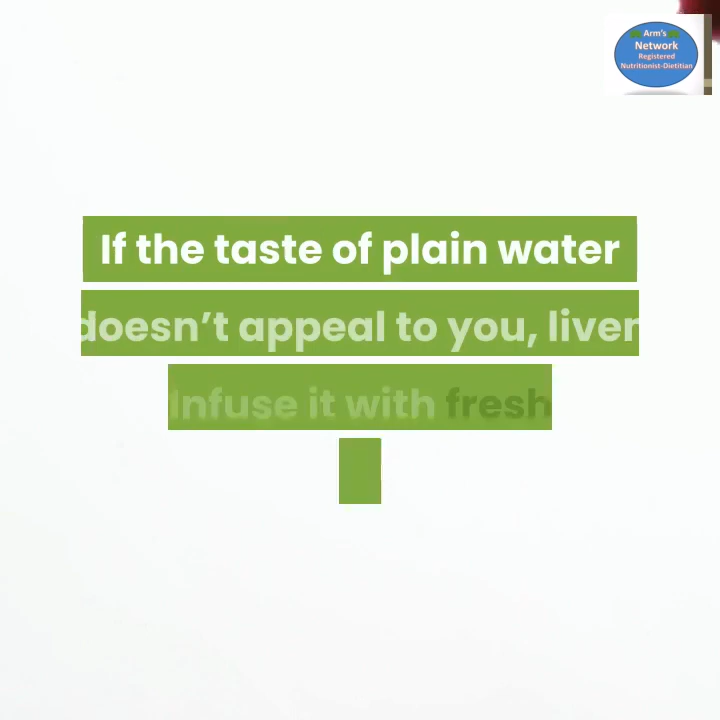 Arm's
Network
Registered
Nutritionist-Dietitian
If the taste of plain water
doesn't appeal to you, liven
Infuse it with fresh